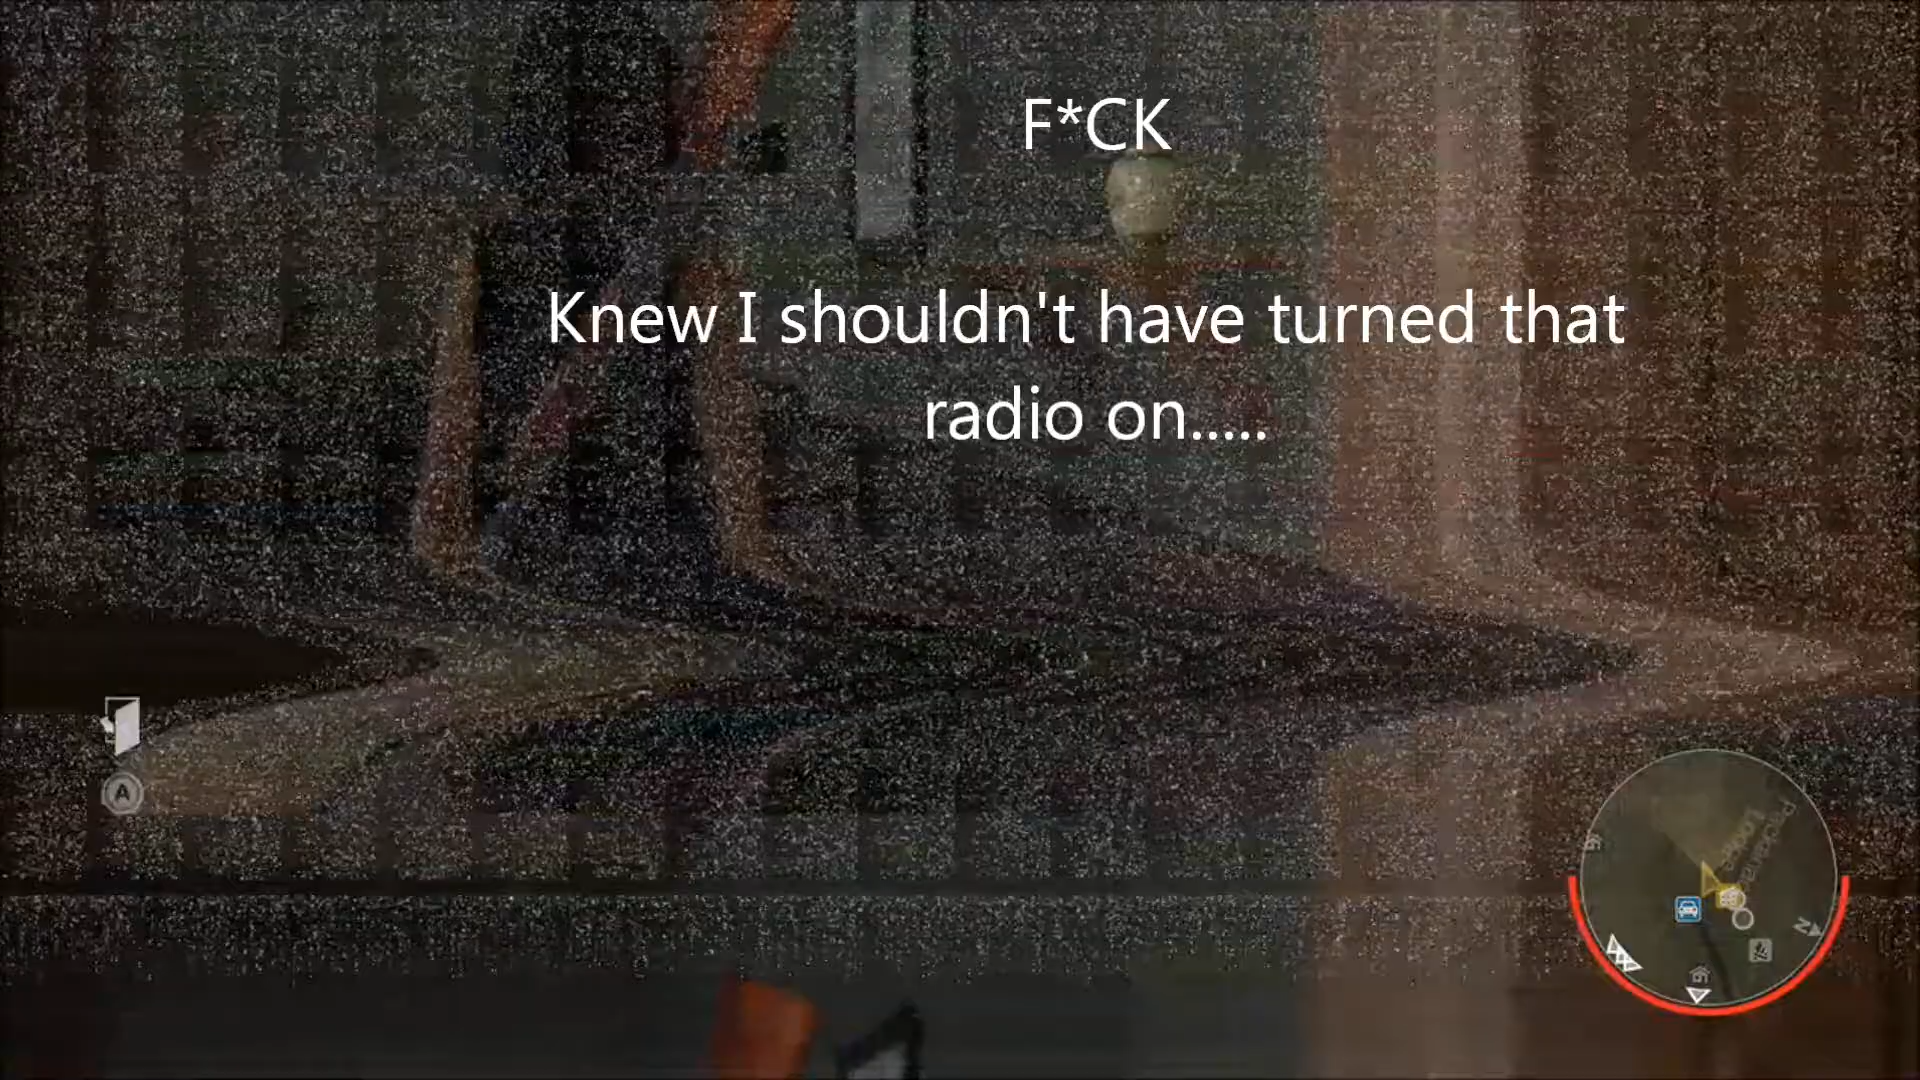 F*CK
Knew I shouldn't have turned that
radio on.....
A
N